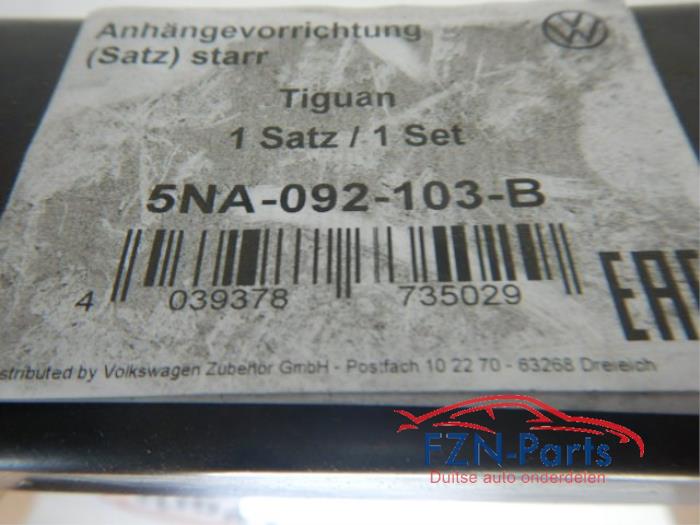 Anhängevorrichtung
(Satz) starr
Tiguan
1 Satz / 1 Set
5NA-092-103-B
4 039378 735029
EAC
stributed by Volkswagen Zubehör GmbH - Postfach 10 22 70 - 63268 Dreieich
FZN-Parts
Duitse auto onderdelen